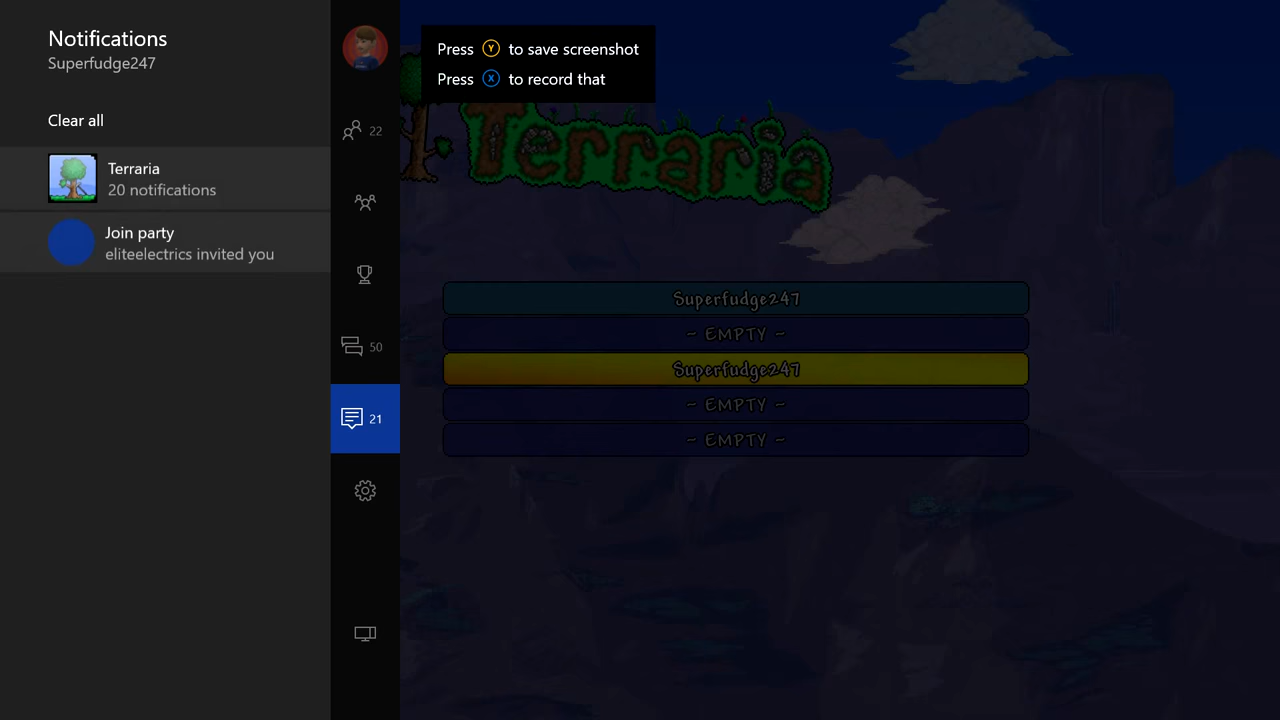 Notifications
Superfudge247
Clear all
Terraria
20 notifications
Join party
eliteelectrics invited you
22
50
21
Press Y to save screenshot
Press X to record that
Terraria
Superfudge247
~ EMPTY ~
Superfudge247
~ EMPTY ~
~ EMPTY ~